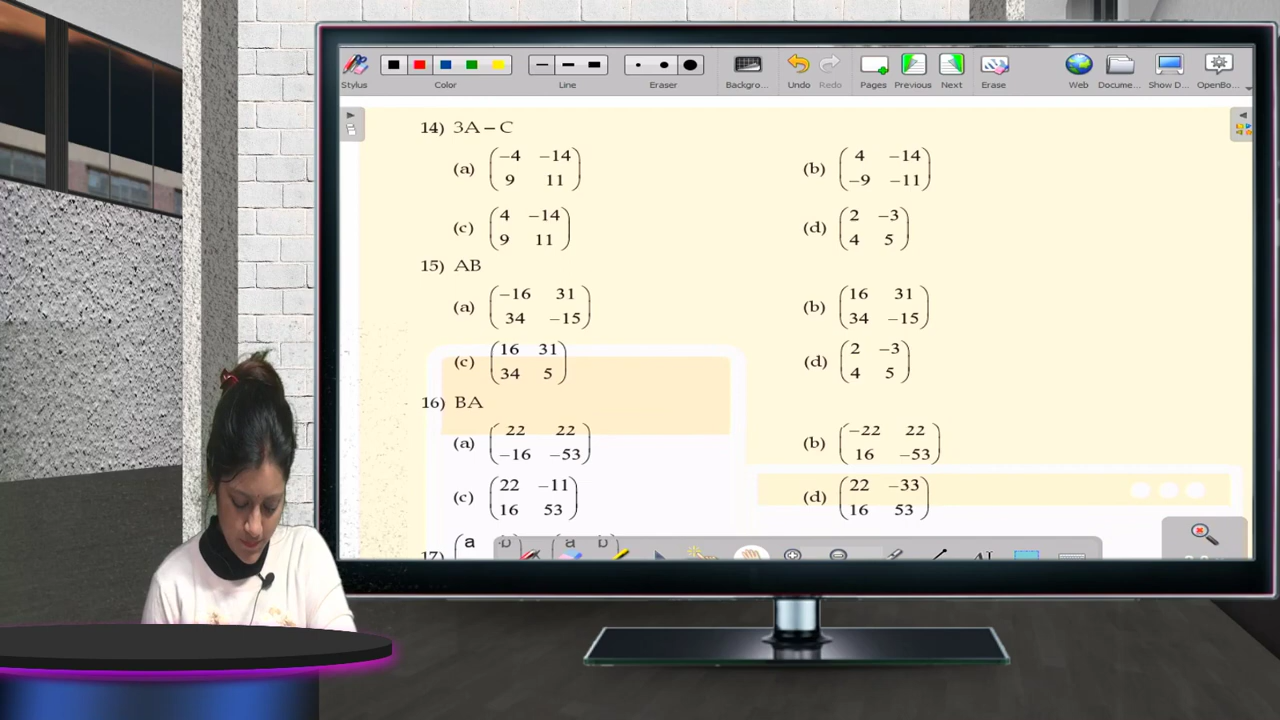 Stylus Color Line Eraser Backgro... Undo Redo Pages Previous Next Erase Web Docume... Show D... OpenBo...
14) 3A – C
(a) (−4 −14
9 11)
(b) (4 −14
−9 −11)
(c) (4 −14
9 11)
(d) (2 −3
4 5)
15) AB
(a) (−16 31
34 −15)
(b) (16 31
34 −15)
(c) (16 31
34 5)
(d) (2 −3
4 5)
16) BA
(a) (22 22
−16 −53)
(b) (−22 22
16 −53)
(c) (22 −11
16 53)
(d) (22 −33
16 53)
17) (a b) (a b)